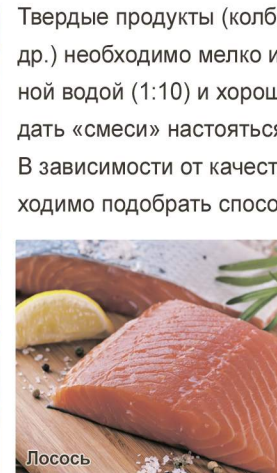 Твердые продукты (колб
др.) необходимо мелко и
ной водой (1:10) и хорош
дать «смеси» настояться
В зависимости от качест
ходимо подобрать спосо
Лосось